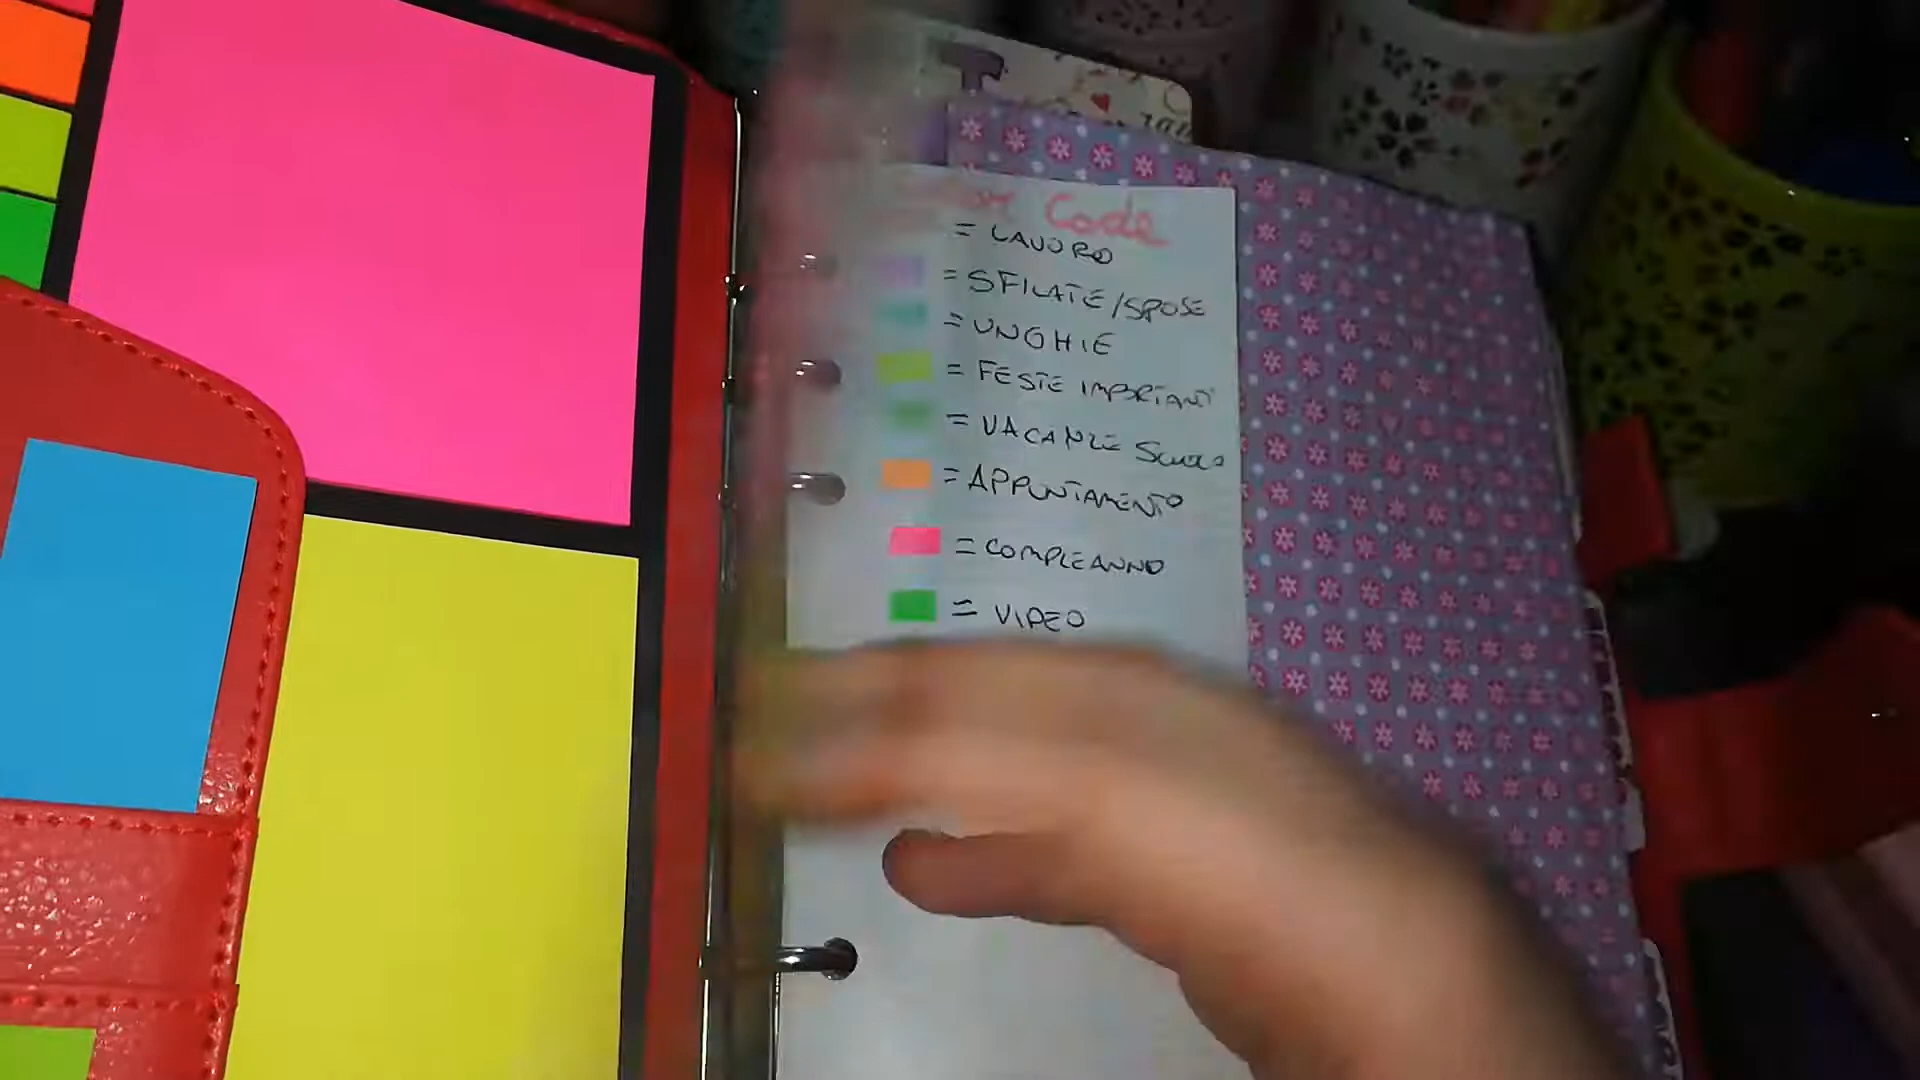 Code
= LAVORO
= SFILATE/SPOSE
= UNGHIE
= FESTE IMPORTANTI
= VACANZE SCUOLA
= APPUNTAMENTO
= COMPLEANNO
= VIDEO